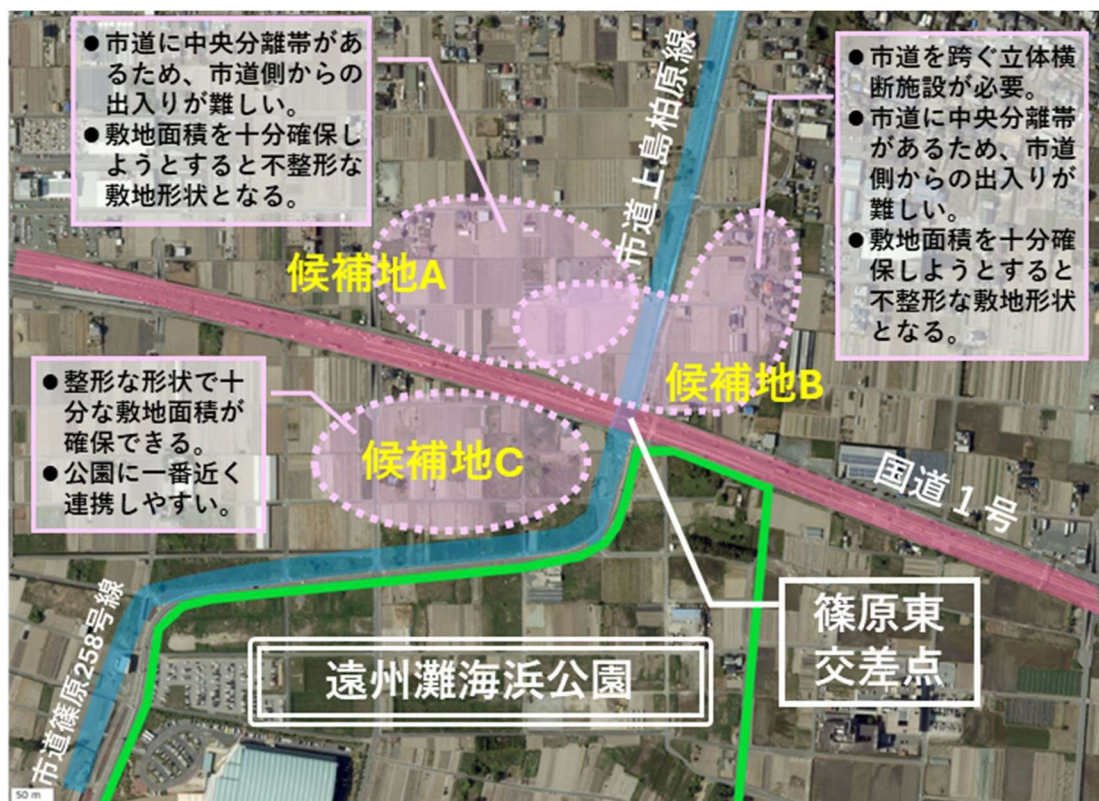 ●市道に中央分離帯があ
るため、市道側からの
出入りが難しい。
●敷地面積を十分確保し
ようとすると不整形な
敷地形状となる。
市道上島柏原線
●市道を跨ぐ立体横
断施設が必要。
●市道に中央分離帯
があるため、市道
側からの出入りが
難しい。
●敷地面積を十分確
保しようとすると
不整形な敷地形状
となる。
候補地A
候補地B
●整形な形状で十
分な敷地面積が
確保できる。
●公園に一番近く
連携しやすい。
候補地C
国道1号
市道篠原258号線
遠州灘海浜公園
篠原東
交差点
50 m